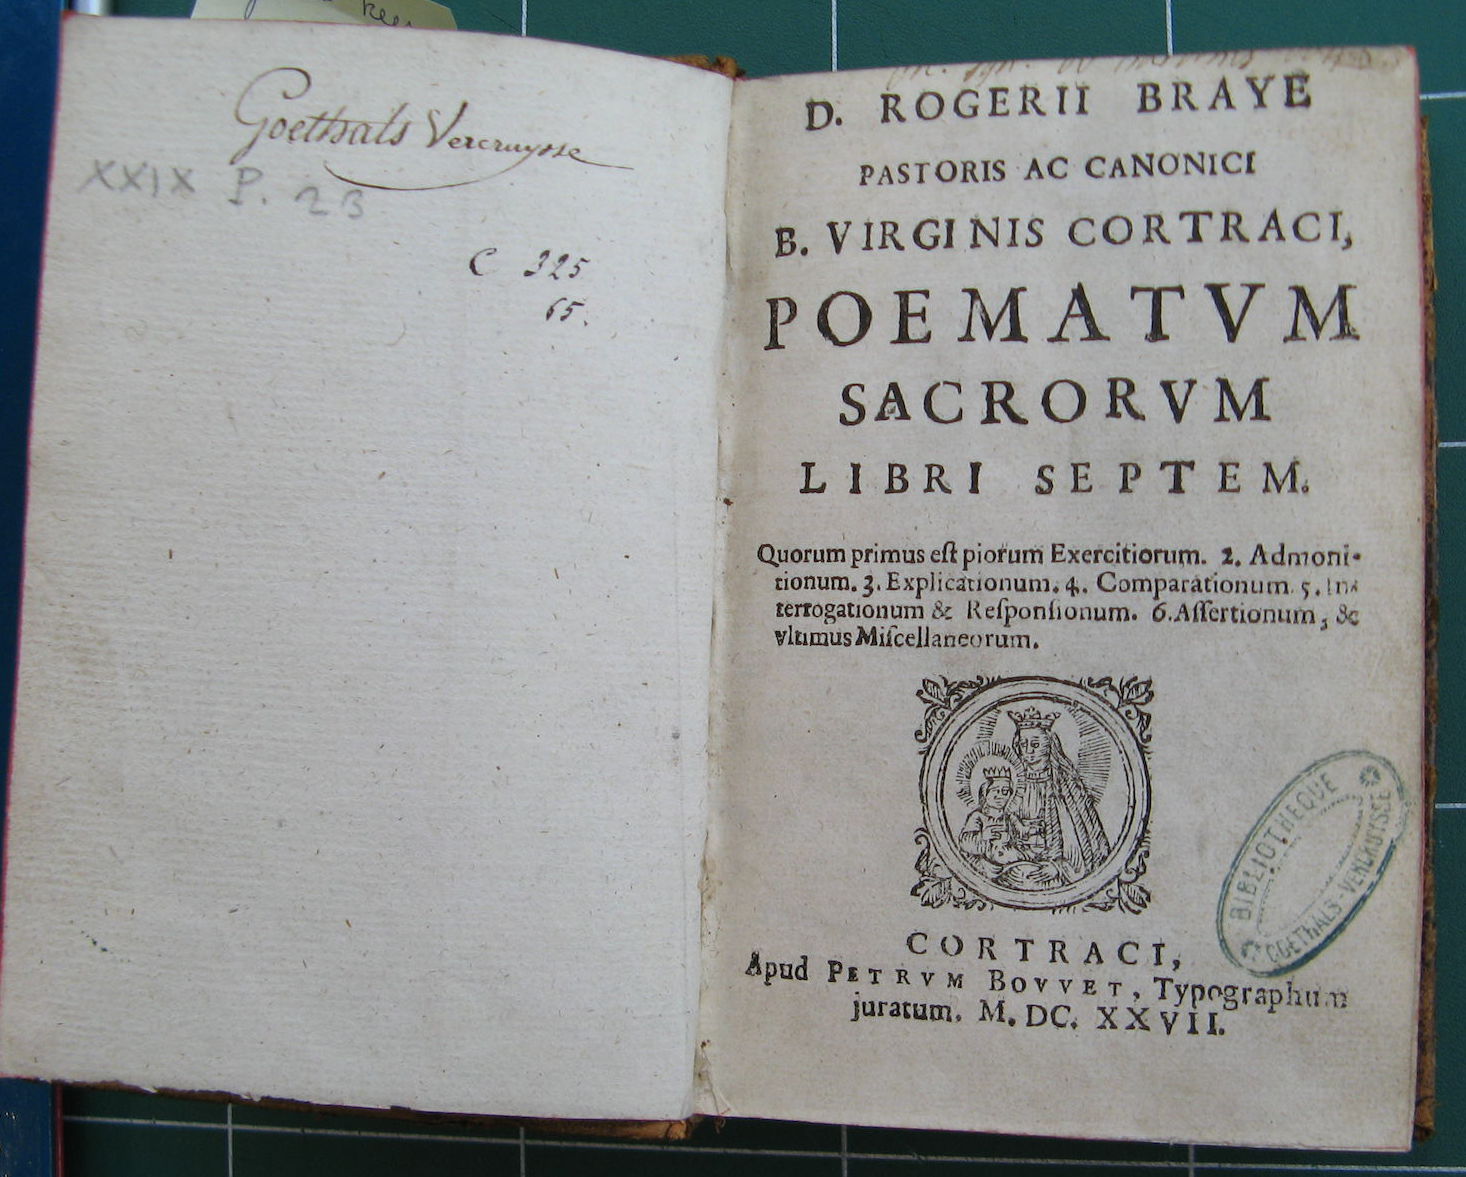 Goethals Vercruysse
XXIX P. 23
C 325
65.
D. ROGERII BRAYE
PASTORIS AC CANONICI
B. VIRGINIS CORTRACI,
POEMATVM
SACRORVM
LIBRI SEPTEM.
Quorum primus eſt piorum Exercitiorum. 2. Admoni-
tionum. 3. Explicationum. 4. Comparationum. 5. In-
terrogationum & Reſponſionum. 6. Aſſertionum, &
vltimus Miſcellaneorum.
CORTRACI,
Apud PETRVM BOVVET, Typographum
juratum. M. DC. XXVII.
BIBLIOTHEQUE
GOETHALS-VERCRUYSSE